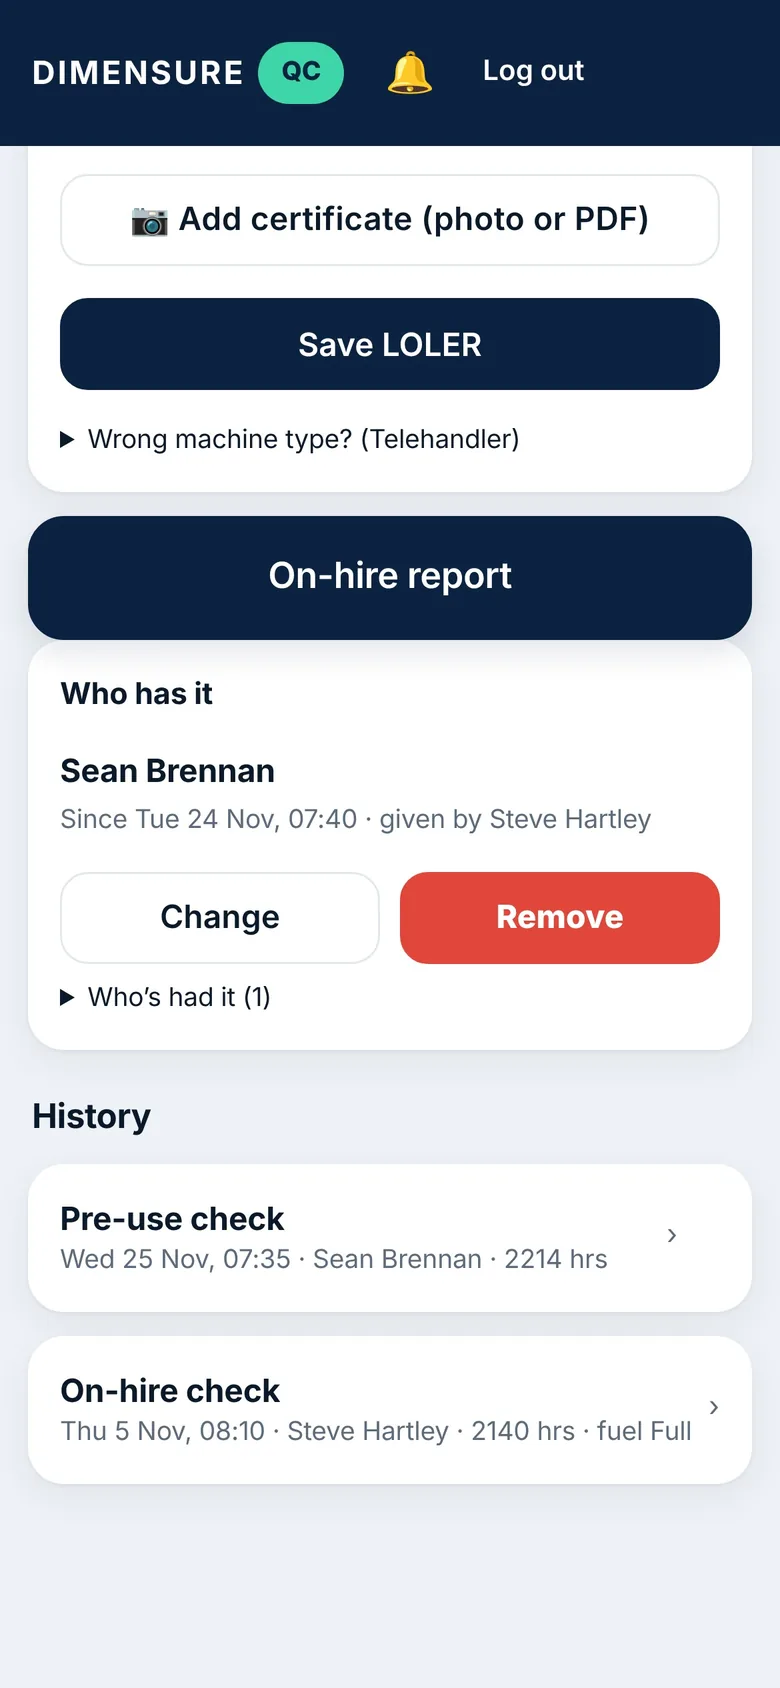 DIMENSURE QC 🔔 Log out
📷 Add certificate (photo or PDF)
Save LOLER
▶ Wrong machine type? (Telehandler)
On-hire report
Who has it
Sean Brennan
Since Tue 24 Nov, 07:40 · given by Steve Hartley
Change Remove
▶ Who’s had it (1)
History
Pre-use check
Wed 25 Nov, 07:35 · Sean Brennan · 2214 hrs ›
On-hire check
Thu 5 Nov, 08:10 · Steve Hartley · 2140 hrs · fuel Full ›